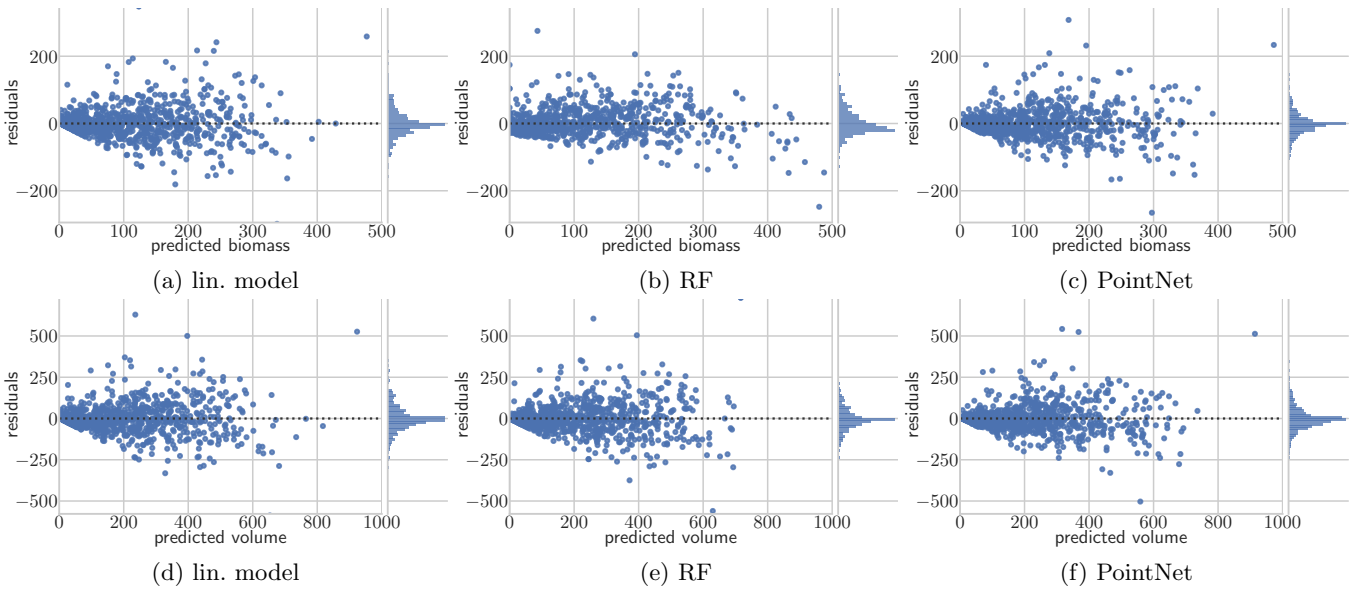 residuals
200
0
−200
0 100 200 300 400 500
predicted biomass
(a) lin. model
residuals
200
0
−200
0 100 200 300 400 500
predicted biomass
(b) RF
residuals
200
0
−200
0 100 200 300 400 500
predicted biomass
(c) PointNet
residuals
500
250
0
−250
−500
0 200 400 600 800 1000
predicted volume
(d) lin. model
residuals
500
250
0
−250
−500
0 200 400 600 800 1000
predicted volume
(e) RF
residuals
500
250
0
−250
−500
0 200 400 600 800 1000
predicted volume
(f) PointNet